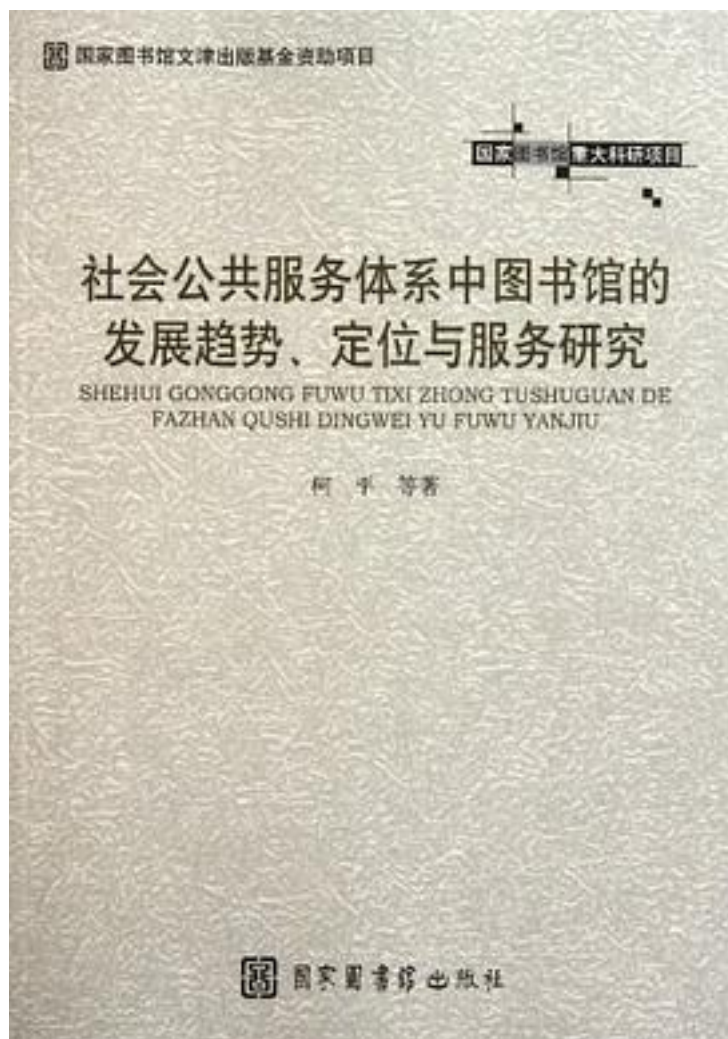 国家图书馆文津出版基金资助项目
国家图书馆重大科研项目
社会公共服务体系中图书馆的
发展趋势、定位与服务研究
SHEHUI GONGGONG FUWU TIXI ZHONG TUSHUGUAN DE
FAZHAN QUSHI DINGWEI YU FUWU YANJIU
柯 平 等著
国家圖書館出版社